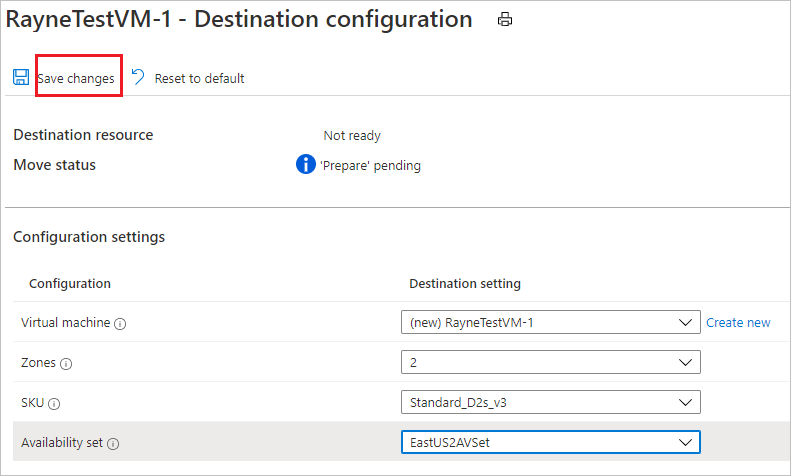 RayneTestVM-1 - Destination configuration
Save changes Reset to default
Destination resource Not ready
Move status 'Prepare' pending
Configuration settings
Configuration Destination setting
Virtual machine (new) RayneTestVM-1 Create new
Zones 2
SKU Standard_D2s_v3
Availability set EastUS2AVSet